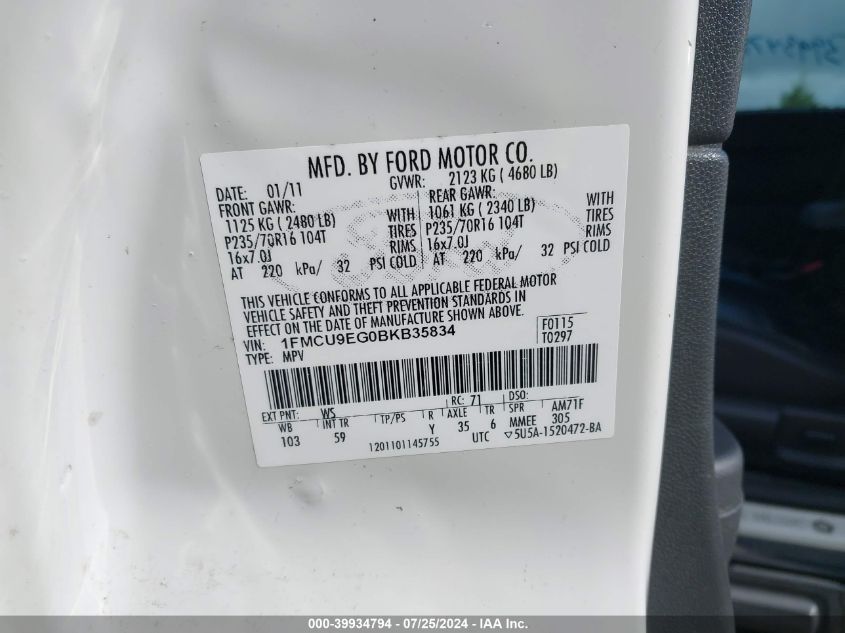 MFD. BY FORD MOTOR CO.
DATE: 01/11 GVWR: 2123 KG ( 4680 LB)
FRONT GAWR: REAR GAWR:
1125 KG ( 2480 LB) WITH 1061 KG ( 2340 LB) WITH
P235/70R16 104T TIRES P235/70R16 104T TIRES
16x7.0J RIMS 16x7.0J RIMS
AT 220 kPa/ 32 PSI COLD AT 220 kPa/ 32 PSI COLD
THIS VEHICLE CONFORMS TO ALL APPLICABLE FEDERAL MOTOR
VEHICLE SAFETY AND THEFT PREVENTION STANDARDS IN
EFFECT ON THE DATE OF MANUFACTURE SHOWN ABOVE.
VIN: 1FMCU9EG0BKB35834 F0115
TYPE: MPV T0297
EXT PNT: WS RC: 71 DSO:
WB INT TR TP/PS R AXLE TR SPR AM71F
103 59 Y 35 6 MMEE 305
1201101145755 UTC ▽5U5A-1520472-BA
000-39934794 - 07/25/2024 - IAA Inc.